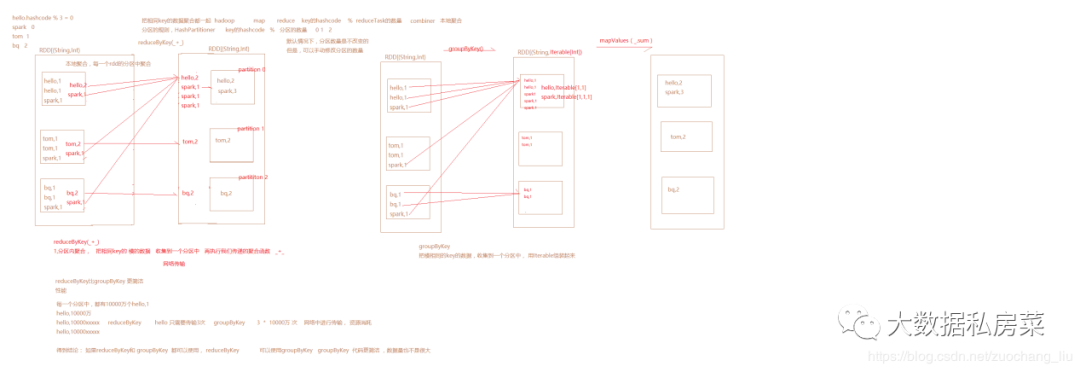 hello.hashcode % 3 = 0
spark 0
tom 1
bq 2
把相同key的数据聚合都一起 hadoop map reduce key的hashcode % reduceTask的数量 combiner 本地聚合
分区的规则，HashPartitioner key的hashcode % 分区的数量 0 1 2
reduceByKey(_+_)
默认情况下，分区数量是不改变的
但是，可以手动修改分区的数量
RDD[(String,Int)
本地聚合，每一个rdd的分区中聚合
hello,1
hello,1
spark,1
hello,2
spark,1
tom,1
tom,1
spark,1
tom,2
spark,1
bq,1
bq,1
spark,1
bq,2
spark,1
RDD[(String,Int)
partition 0
hello,2
spark,1
spark,1
spark,1
hello,2
spark,3
partition 1
tom,2
tom,2
partition 2
bq,2
bq,2
groupByKey()
RDD[(String,Int)
hello,1
hello,1
spark,1
tom,1
tom,1
spark,1
bq,1
bq,1
spark,1
RDD[(String,Iterable[Int])
hello,1
hello,1
spark,1
spark,1
spark,1
hello,Iterable(1,1)
spark,Iterable(1,1,1)
tom,1
tom,1
bq,1
bq,1
mapValues(_.sum)
hello,2
spark,3
tom,2
bq,2
reduceByKey(_+_)
1,分区内聚合， 把相同key的 数据 收集到一个分区中 再执行我们传递的聚合函数 _+_
网络传输
groupByKey
的key的数据，收集到一个分区中，用Iterable组装起来
reduceByKey比groupByKey 更高效
性能:
每一个分区中，都有10000万个hello,1
hello,10000万
hello,10000wwww reduceByKey hello 只需要传输3次 groupByKey 3 * 10000万 次 网络中进行传输，资源消耗
hello,10000wwww
得到结论： 如果reduceByKey和 groupByKey 都可以使用，reduceByKey 可以使用groupByKey groupByKey 代码更简洁，数据量也不是很大
大数据私房菜
https://blog.csdn.net/zuochang_liu